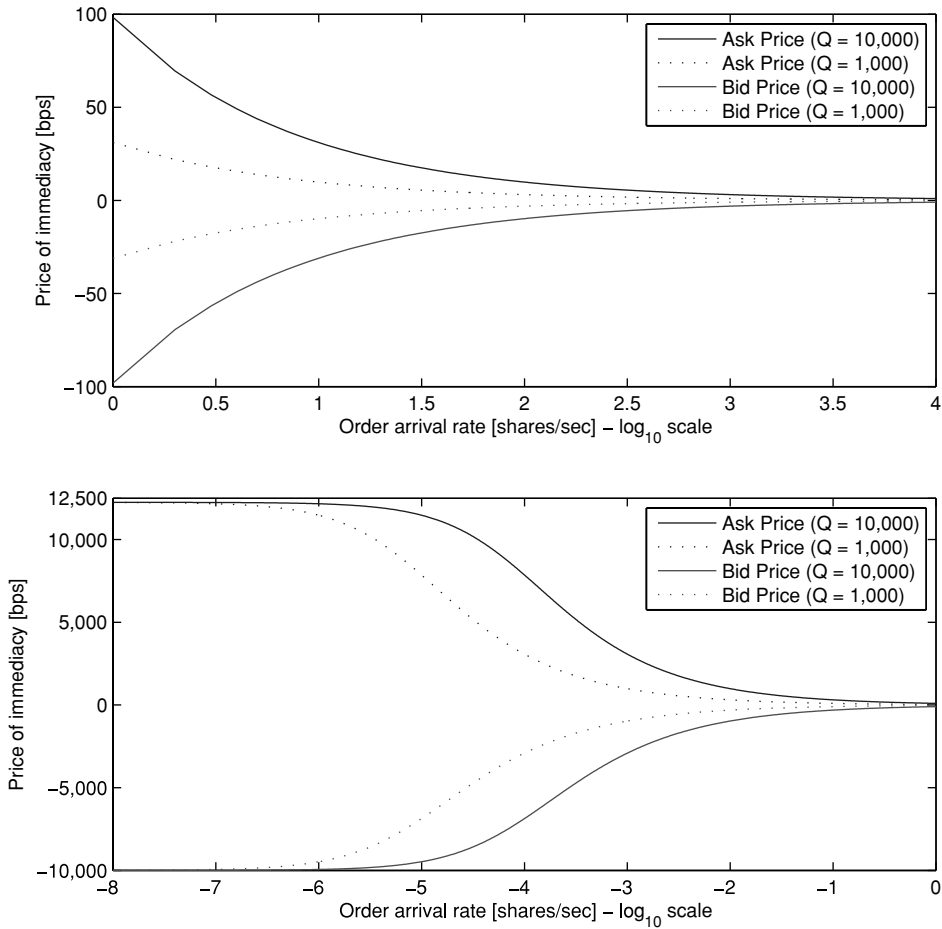 100
50
0
−50
−100
Price of immediacy [bps]
Ask Price (Q = 10,000)
Ask Price (Q = 1,000)
Bid Price (Q = 10,000)
Bid Price (Q = 1,000)
0 0.5 1 1.5 2 2.5 3 3.5 4
Order arrival rate [shares/sec] − log10 scale
12,500
10,000
5,000
0
−5,000
−10,000
Price of immediacy [bps]
Ask Price (Q = 10,000)
Ask Price (Q = 1,000)
Bid Price (Q = 10,000)
Bid Price (Q = 1,000)
−8 −7 −6 −5 −4 −3 −2 −1 0
Order arrival rate [shares/sec] − log10 scale